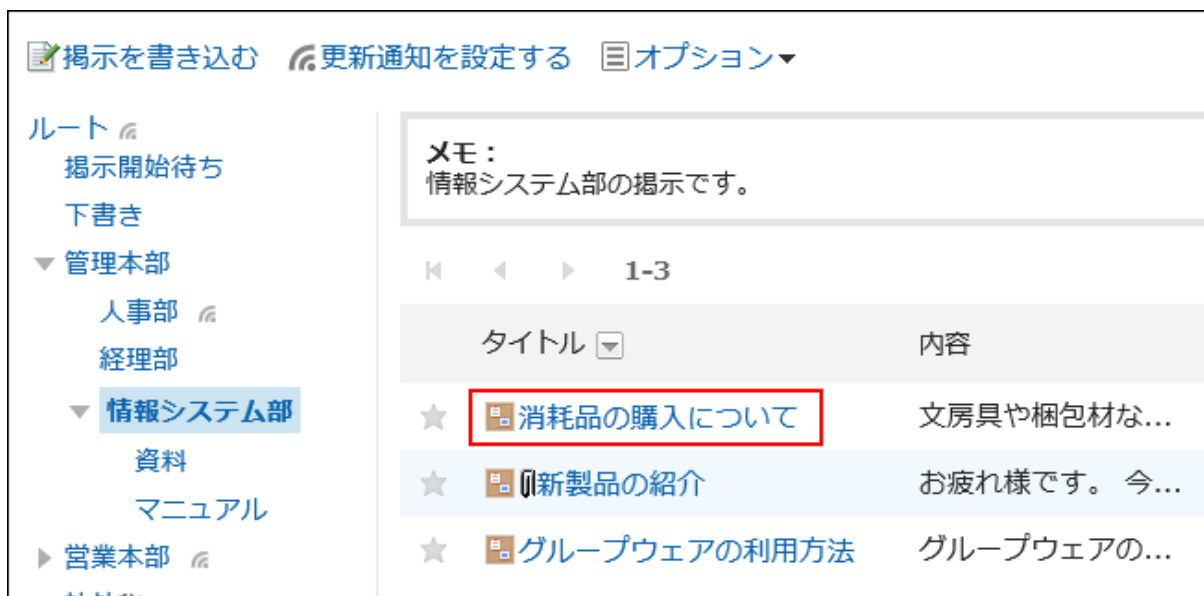 掲示を書き込む 更新通知を設定する オプション
ルート
掲示開始待ち
下書き
管理本部
人事部
経理部
情報システム部
資料
マニュアル
営業本部
メモ：
情報システム部の掲示です。
1-3
タイトル 内容
消耗品の購入について 文房具や梱包材な...
新製品の紹介 お疲れ様です。 今...
グループウェアの利用方法 グループウェアの...